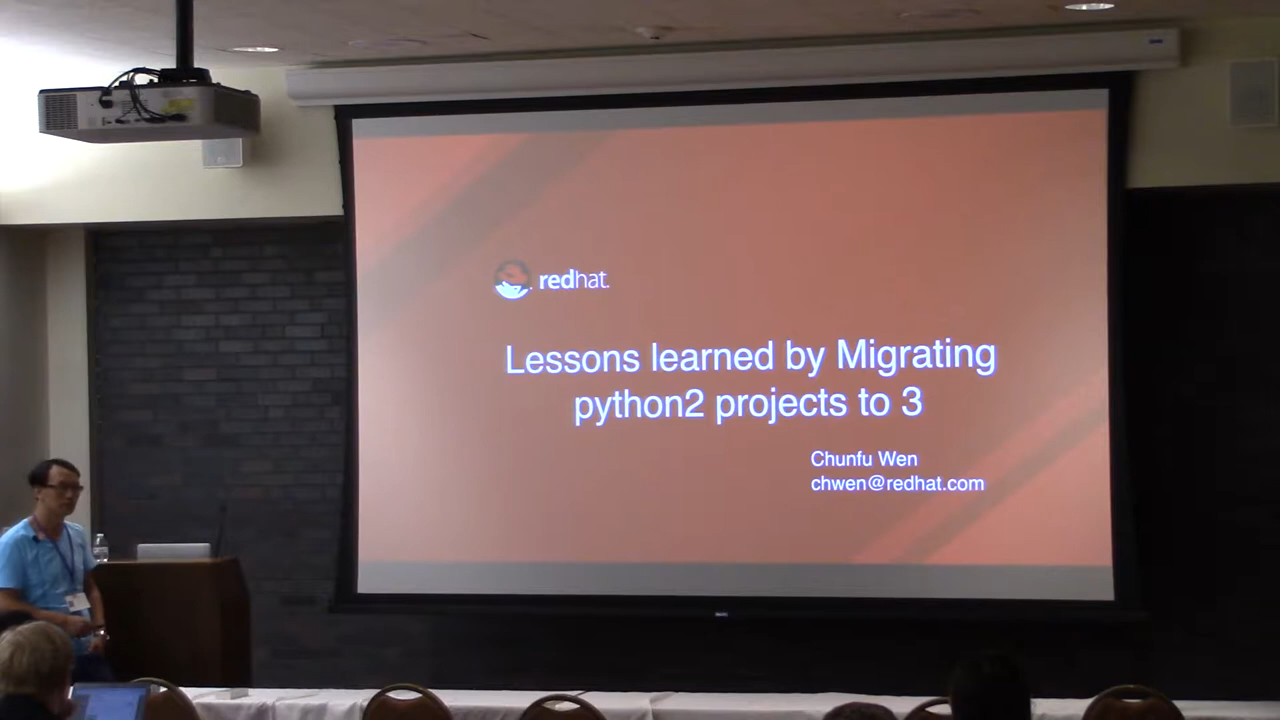 redhat.
Lessons learned by Migrating
python2 projects to 3
Chunfu Wen
chwen@redhat.com